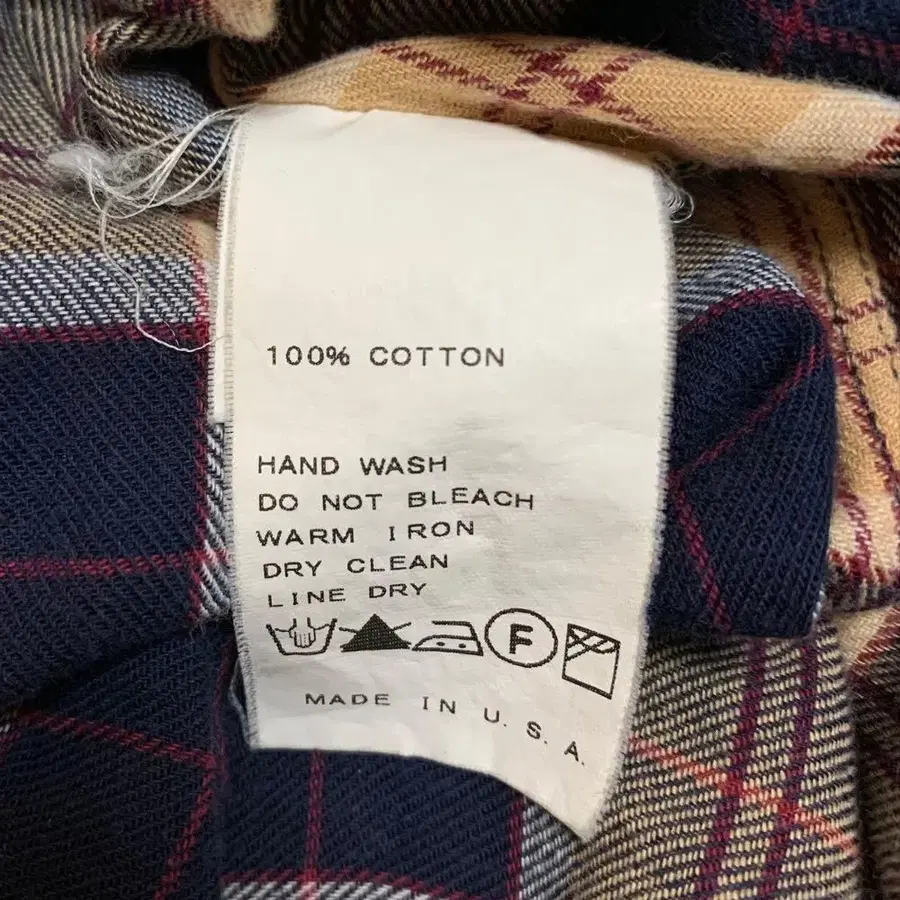 100% COTTON
HAND WASH
DO NOT BLEACH
WARM IRON
DRY CLEAN
LINE DRY
F
MADE IN U.S.A.